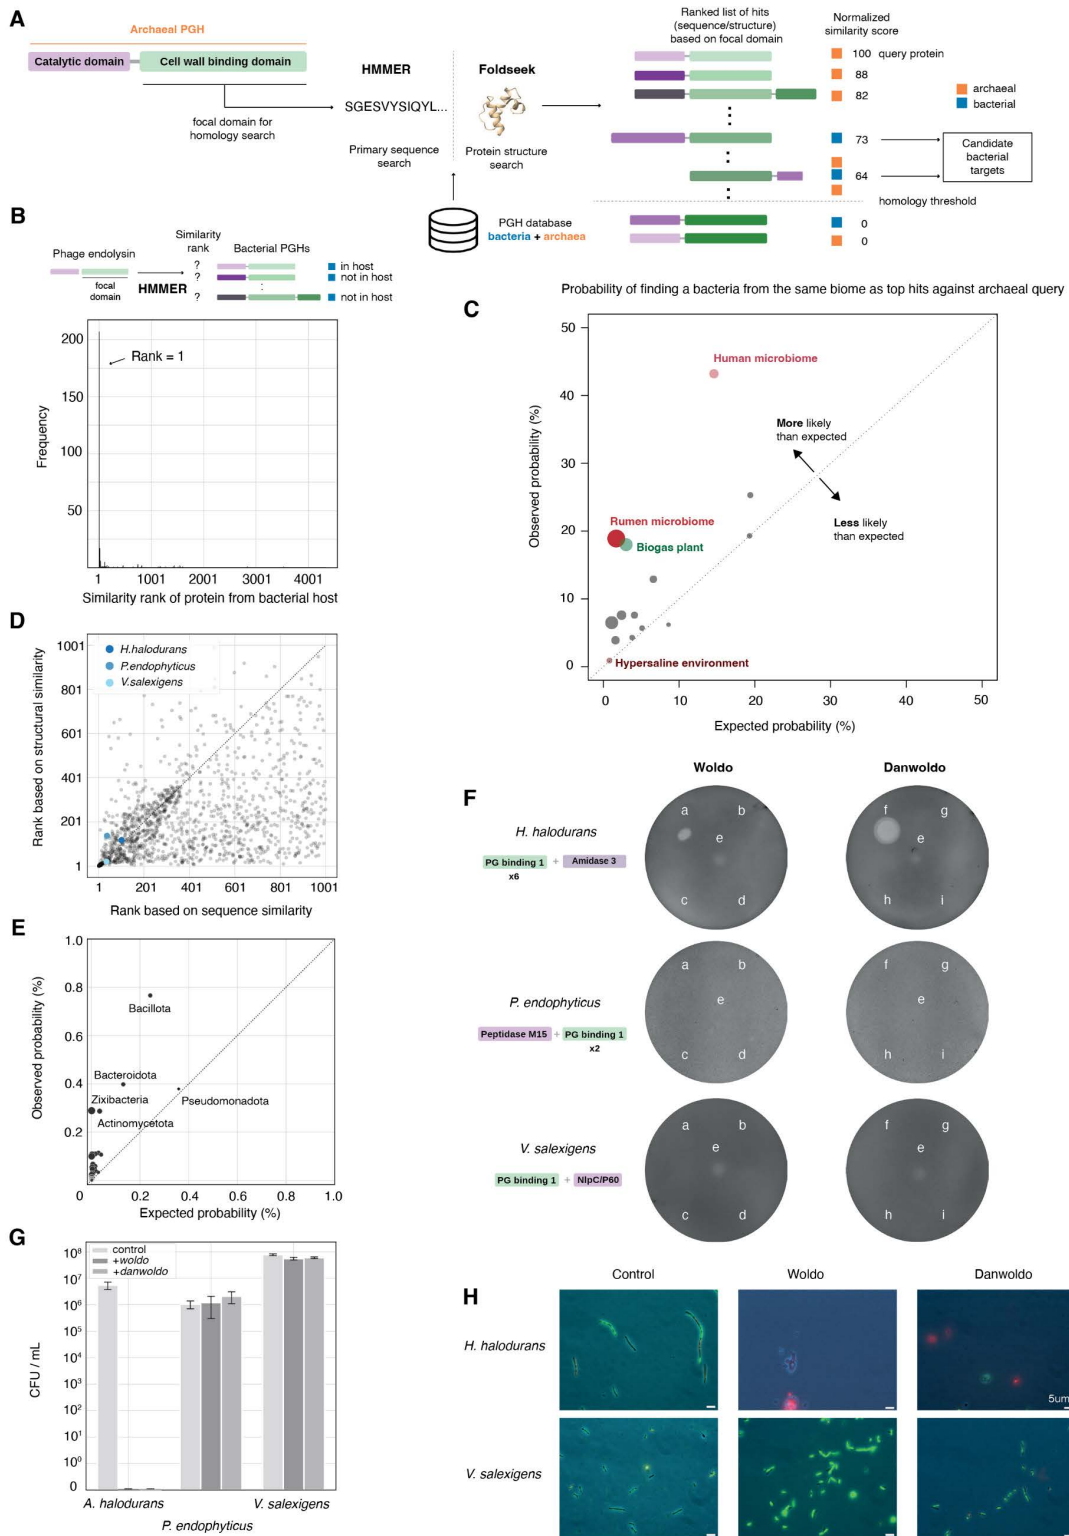 A
Archaeal PGH
Catalytic domain
Cell wall binding domain
focal domain for
homology search
HMMER
SGESVYSIQYL...
Primary sequence
search
Foldseek
Protein structure
search
PGH database
bacteria + archaea
Ranked list of hits
(sequence/structure)
based on focal domain
Normalized
similarity score
100 query protein
88
82
73
64
0
0
archaeal
bacterial
Candidate
bacterial
targets
homology threshold
B
Phage endolysin
focal
domain
HMMER
Similarity
rank
?
?
?
Bacterial PGHs
in host
not in host
not in host
Frequency
200
150
100
50
Rank = 1
1 1001 2001 3001 4001
Similarity rank of protein from bacterial host
C
Probability of finding a bacteria from the same biome as top hits against archaeal query
Observed probability (%)
50
40
30
20
10
0
Human microbiome
More likely
than expected
Less likely
than expected
Rumen microbiome
Biogas plant
Hypersaline environment
0 10 20 30 40 50
Expected probability (%)
D
Rank based on structural similarity
1001
801
601
401
201
1
H.halodurans
P.endophyticus
V.salexigens
1 201 401 601 801 1001
Rank based on sequence similarity
E
Observed probability (%)
1.0
0.8
0.6
0.4
0.2
Bacillota
Bacteroidota
Zixibacteria
Pseudomonadota
Actinomycetota
0 0.2 0.4 0.6 0.8 1.0
Expected probability (%)
F
Woldo
Danwoldo
H. halodurans
PG binding 1 + Amidase 3
x6
a b
e
c d
f g
e
h i
P. endophyticus
Peptidase M15 + PG binding 1
x2
a b
e
c d
f g
e
h i
V. salexigens
PG binding 1 + NlpC/P60
a b
e
c d
f g
e
h i
G
CFU / mL
10⁸
10⁷
10⁶
10⁵
10⁴
10³
10²
10¹
10⁰
0
control
+woldo
+danwoldo
A. halodurans
P. endophyticus
V. salexigens
H
Control
Woldo
Danwoldo
H. halodurans
5um
V. salexigens